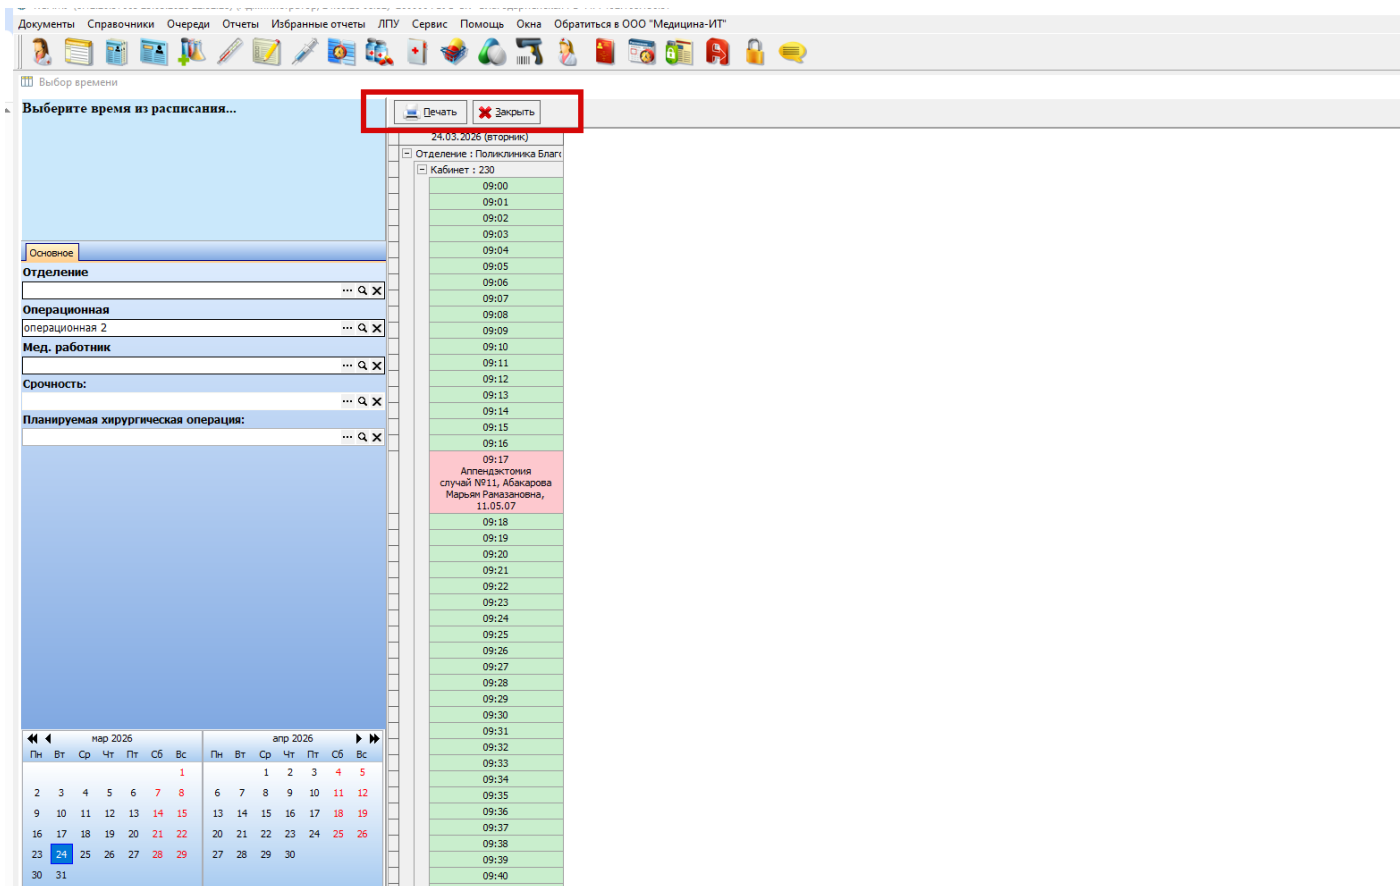 Документы Справочники Очереди Отчеты Избранные отчеты ЛПУ Сервис Помощь Окна Обратиться в ООО "Медицина-ИТ"
Выбор времени
Выберите время из расписания...
Печать Закрыть
24.03.2026 (вторник)
Отделение : Поликлиника Благо
Кабинет : 230
09:00
09:01
09:02
09:03
09:04
09:05
09:06
09:07
09:08
09:09
09:10
09:11
09:12
09:13
09:14
09:15
09:16
09:17
Аппендэктомия
случай №11, Абакарова
Марьям Рамазановна,
11.05.07
09:18
09:19
09:20
09:21
09:22
09:23
09:24
09:25
09:26
09:27
09:28
09:29
09:30
09:31
09:32
09:33
09:34
09:35
09:36
09:37
09:38
09:39
09:40
Основное
Отделение
Операционная
операционная 2
Мед. работник
Срочность:
Планируемая хирургическая операция:
мар 2026 апр 2026
Пн Вт Ср Чт Пт Сб Вс Пн Вт Ср Чт Пт Сб Вс
1 1 2 3 4 5
2 3 4 5 6 7 8 6 7 8 9 10 11 12
9 10 11 12 13 14 15 13 14 15 16 17 18 19
16 17 18 19 20 21 22 20 21 22 23 24 25 26
23 24 25 26 27 28 29 27 28 29 30
30 31